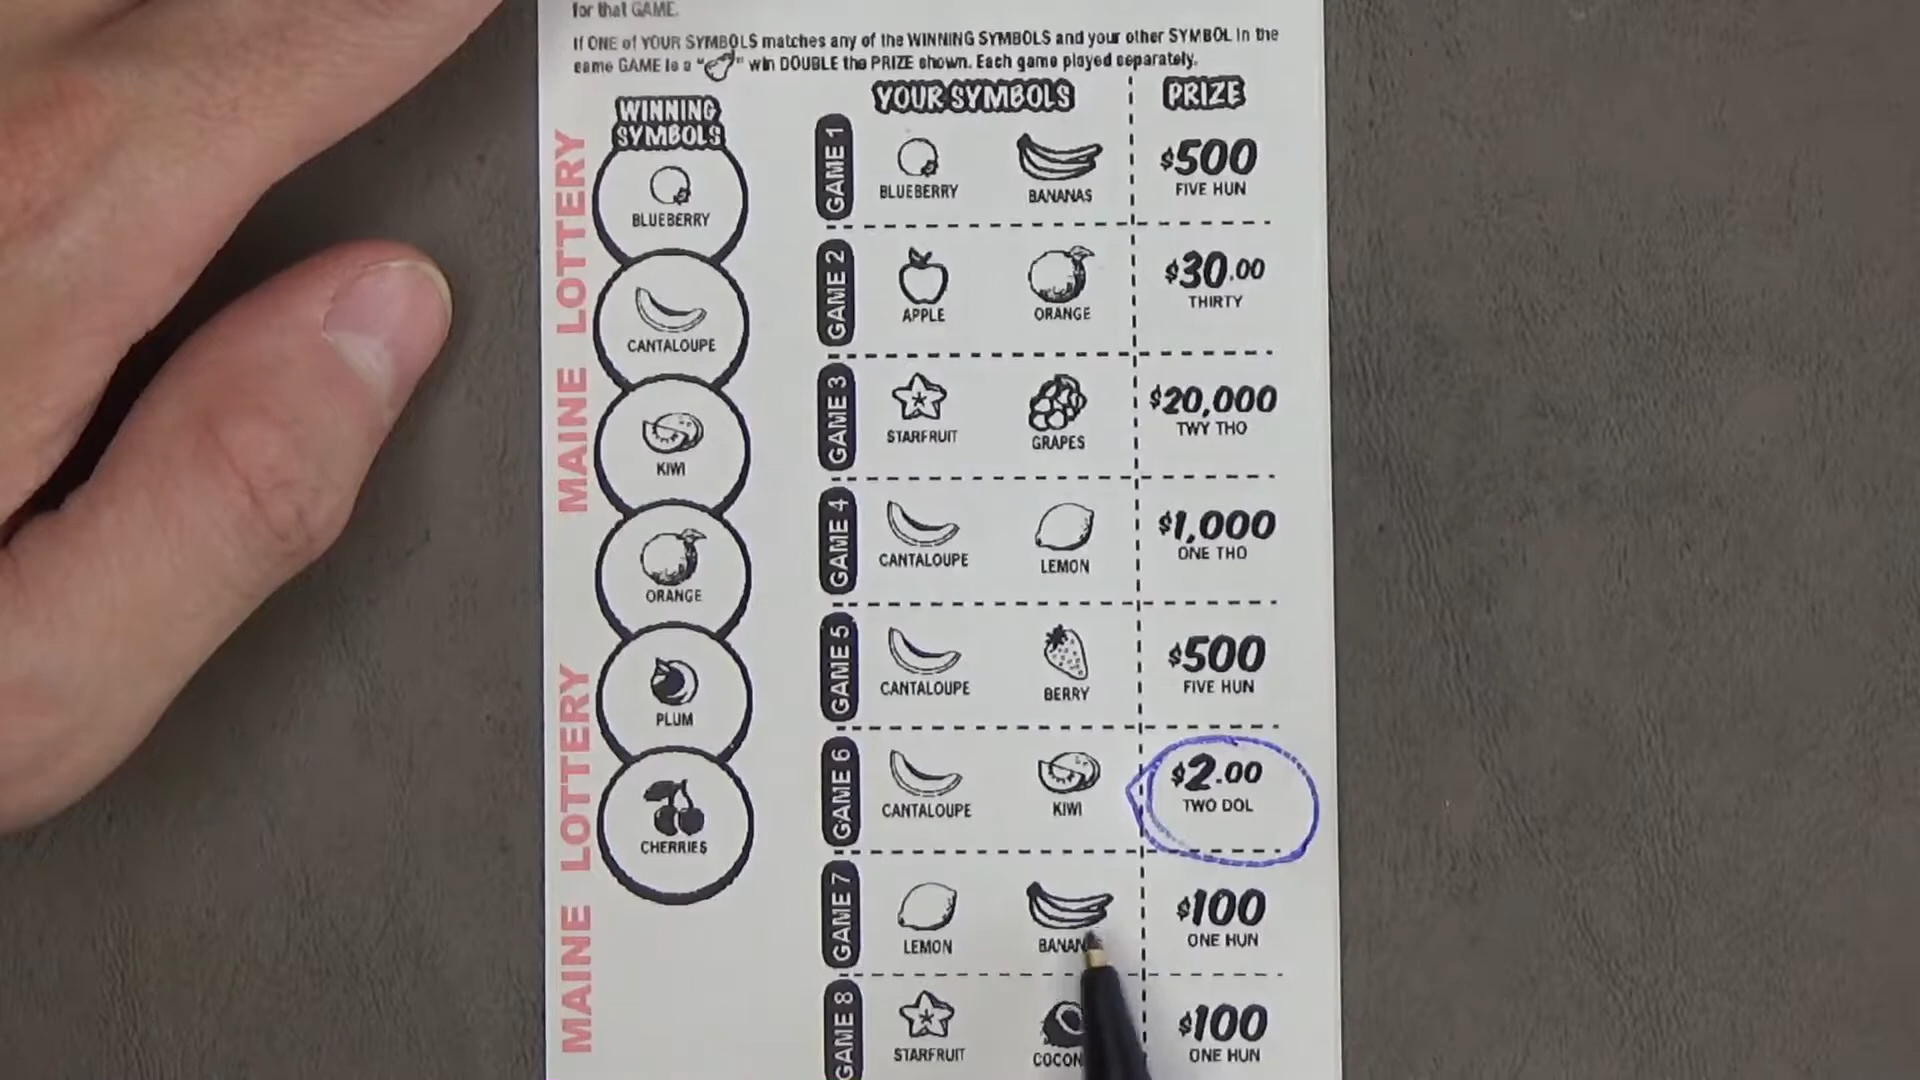 for that GAME.
If ONE of YOUR SYMBOLS matches any of the WINNING SYMBOLS and your other SYMBOL in the
same GAME is a " " win DOUBLE the PRIZE shown. Each game played separately.
WINNING
SYMBOLS
BLUEBERRY
CANTALOUPE
KIWI
ORANGE
PLUM
CHERRIES
MAINE LOTTERY
MAINE LOTTERY
YOUR SYMBOLS
PRIZE
GAME 1
BLUEBERRY
BANANAS
$500
FIVE HUN
GAME 2
APPLE
ORANGE
$30.00
THIRTY
GAME 3
STARFRUIT
GRAPES
$20,000
TWY THO
GAME 4
CANTALOUPE
LEMON
$1,000
ONE THO
GAME 5
CANTALOUPE
BERRY
$500
FIVE HUN
GAME 6
CANTALOUPE
KIWI
$2.00
TWO DOL
GAME 7
LEMON
BANAN
$100
ONE HUN
GAME 8
STARFRUIT
COCON
$100
ONE HUN